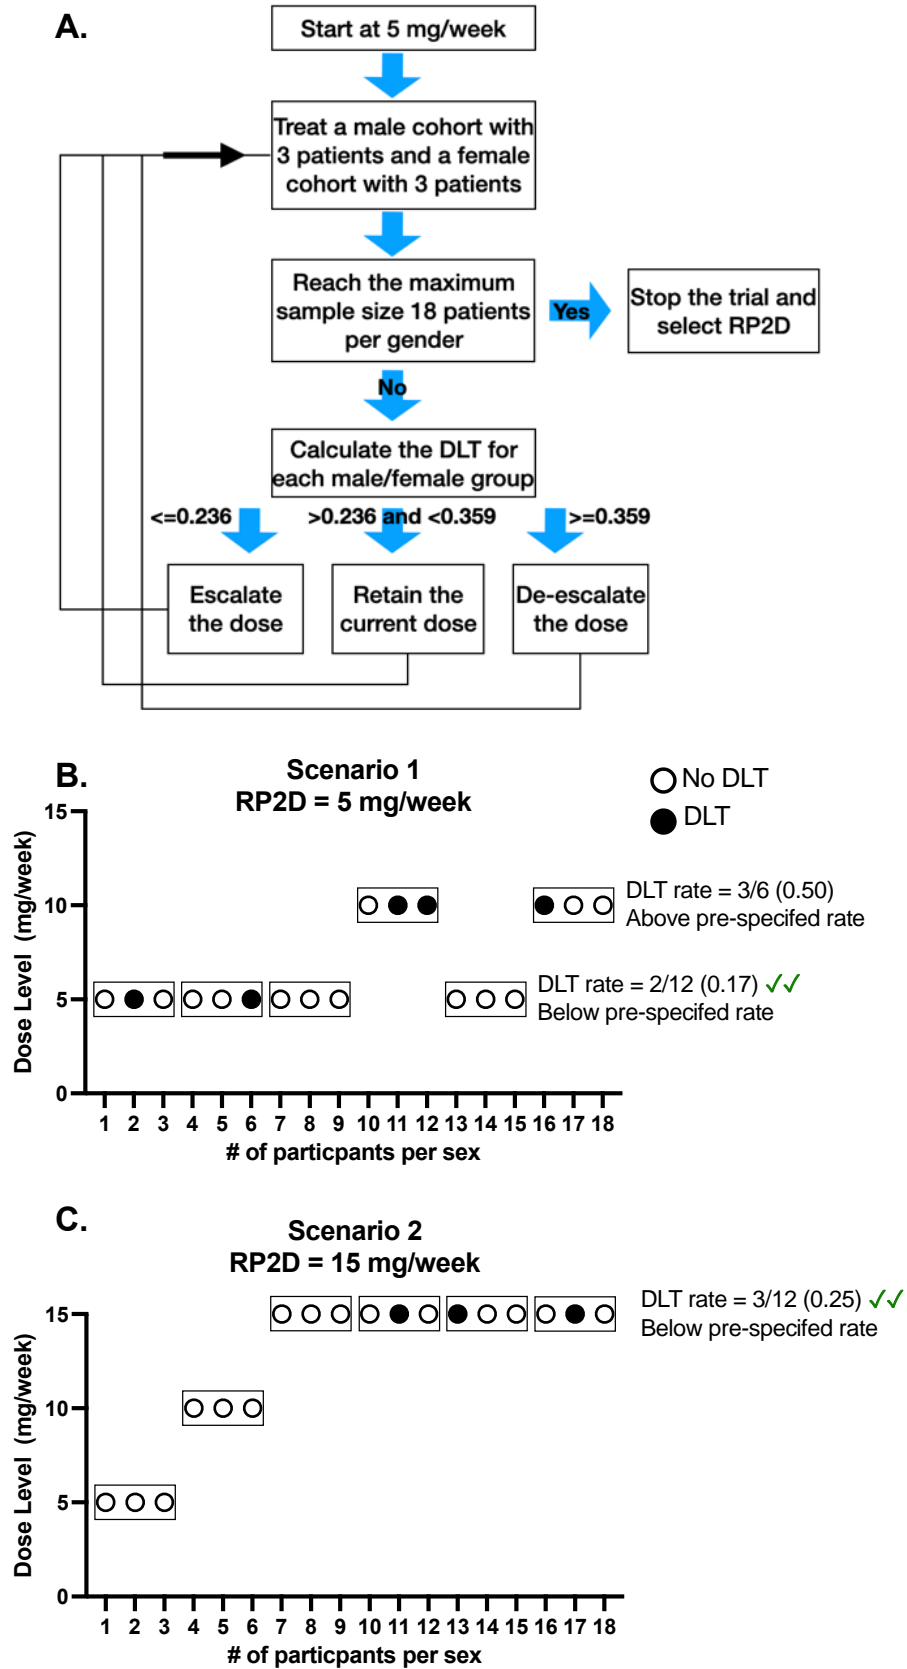 A.
Start at 5 mg/week
Treat a male cohort with
3 patients and a female
cohort with 3 patients
Reach the maximum
sample size 18 patients
per gender
Yes
Stop the trial and
select RP2D
No
Calculate the DLT for
each male/female group
<=0.236
>0.236 and <0.359
>=0.359
Escalate
the dose
Retain the
current dose
De-escalate
the dose
B.
Scenario 1
RP2D = 5 mg/week
No DLT
DLT
Dose Level (mg/week)
15
10
5
0
DLT rate = 3/6 (0.50)
Above pre-specifed rate
DLT rate = 2/12 (0.17) ✓✓
Below pre-specifed rate
1 2 3 4 5 6 7 8 9 10 11 12 13 14 15 16 17 18
# of particpants per sex
C.
Scenario 2
RP2D = 15 mg/week
Dose Level (mg/week)
15
10
5
0
DLT rate = 3/12 (0.25) ✓✓
Below pre-specifed rate
1 2 3 4 5 6 7 8 9 10 11 12 13 14 15 16 17 18
# of particpants per sex